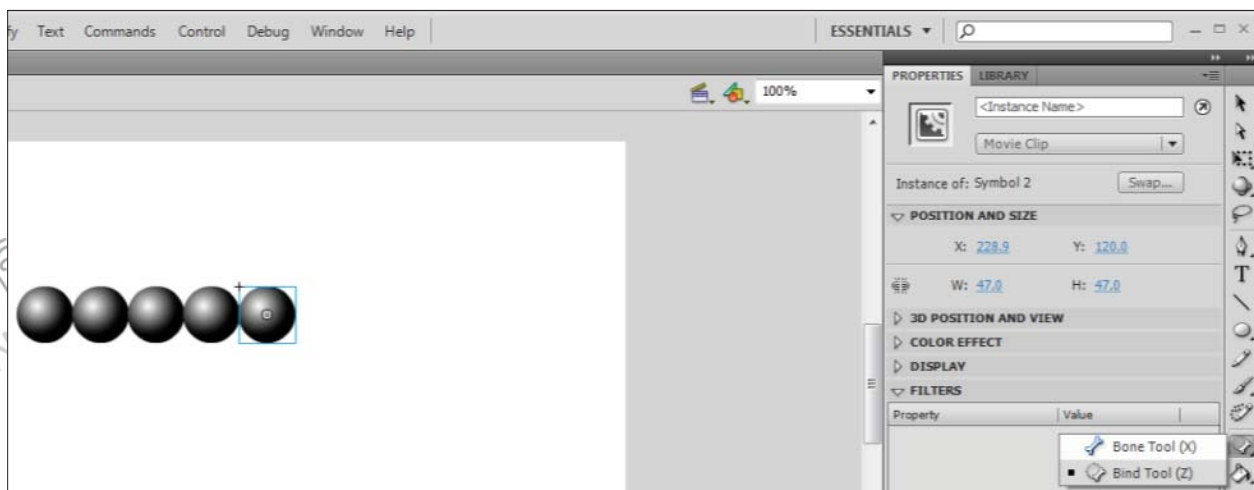 fy Text Commands Control Debug Window Help ESSENTIALS
100%
PROPERTIES LIBRARY
<Instance Name>
Movie Clip
Instance of: Symbol 2 Swap...
POSITION AND SIZE
X: 228.9 Y: 120.0
W: 47.0 H: 47.0
3D POSITION AND VIEW
COLOR EFFECT
DISPLAY
FILTERS
Property Value
Bone Tool (X)
Bind Tool (Z)
T